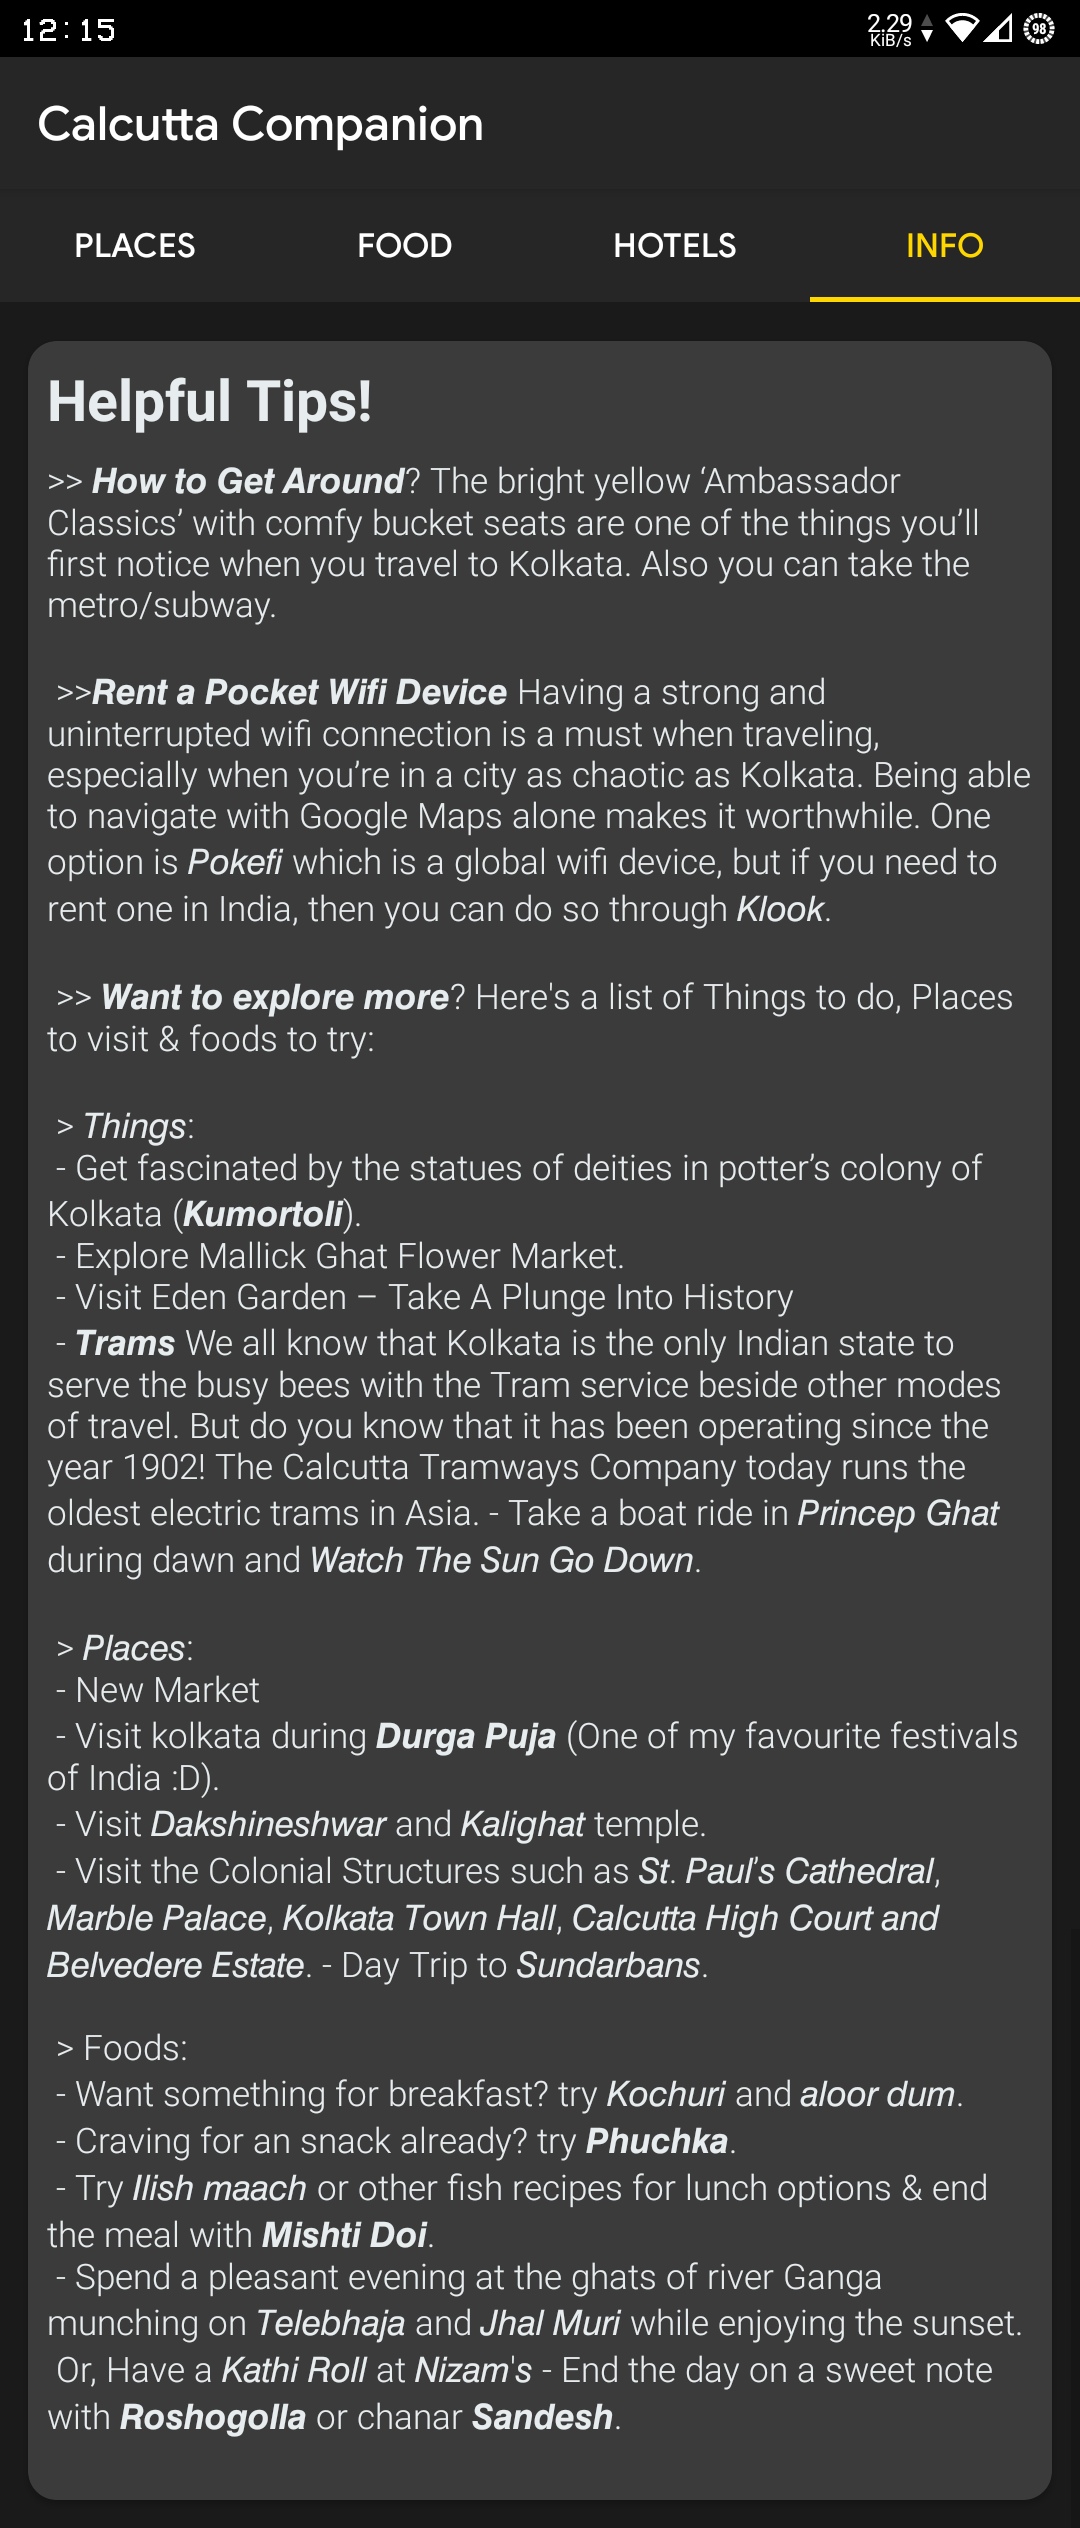 12:15
2.29
KiB/s
98
Calcutta Companion
PLACES
FOOD
HOTELS
INFO
Helpful Tips!
>> How to Get Around? The bright yellow ‘Ambassador
Classics’ with comfy bucket seats are one of the things you’ll
first notice when you travel to Kolkata. Also you can take the
metro/subway.
>>Rent a Pocket Wifi Device Having a strong and
uninterrupted wifi connection is a must when traveling,
especially when you’re in a city as chaotic as Kolkata. Being able
to navigate with Google Maps alone makes it worthwhile. One
option is Pokefi which is a global wifi device, but if you need to
rent one in India, then you can do so through Klook.
>> Want to explore more? Here's a list of Things to do, Places
to visit & foods to try:
> Things:
- Get fascinated by the statues of deities in potter’s colony of
Kolkata (Kumortoli).
- Explore Mallick Ghat Flower Market.
- Visit Eden Garden – Take A Plunge Into History
- Trams We all know that Kolkata is the only Indian state to
serve the busy bees with the Tram service beside other modes
of travel. But do you know that it has been operating since the
year 1902! The Calcutta Tramways Company today runs the
oldest electric trams in Asia. - Take a boat ride in Princep Ghat
during dawn and Watch The Sun Go Down.
> Places:
- New Market
- Visit kolkata during Durga Puja (One of my favourite festivals
of India :D).
- Visit Dakshineshwar and Kalighat temple.
- Visit the Colonial Structures such as St. Paul's Cathedral,
Marble Palace, Kolkata Town Hall, Calcutta High Court and
Belvedere Estate. - Day Trip to Sundarbans.
> Foods:
- Want something for breakfast? try Kochuri and aloor dum.
- Craving for an snack already? try Phuchka.
- Try Ilish maach or other fish recipes for lunch options & end
the meal with Mishti Doi.
- Spend a pleasant evening at the ghats of river Ganga
munching on Telebhaja and Jhal Muri while enjoying the sunset.
Or, Have a Kathi Roll at Nizam's - End the day on a sweet note
with Roshogolla or chanar Sandesh.